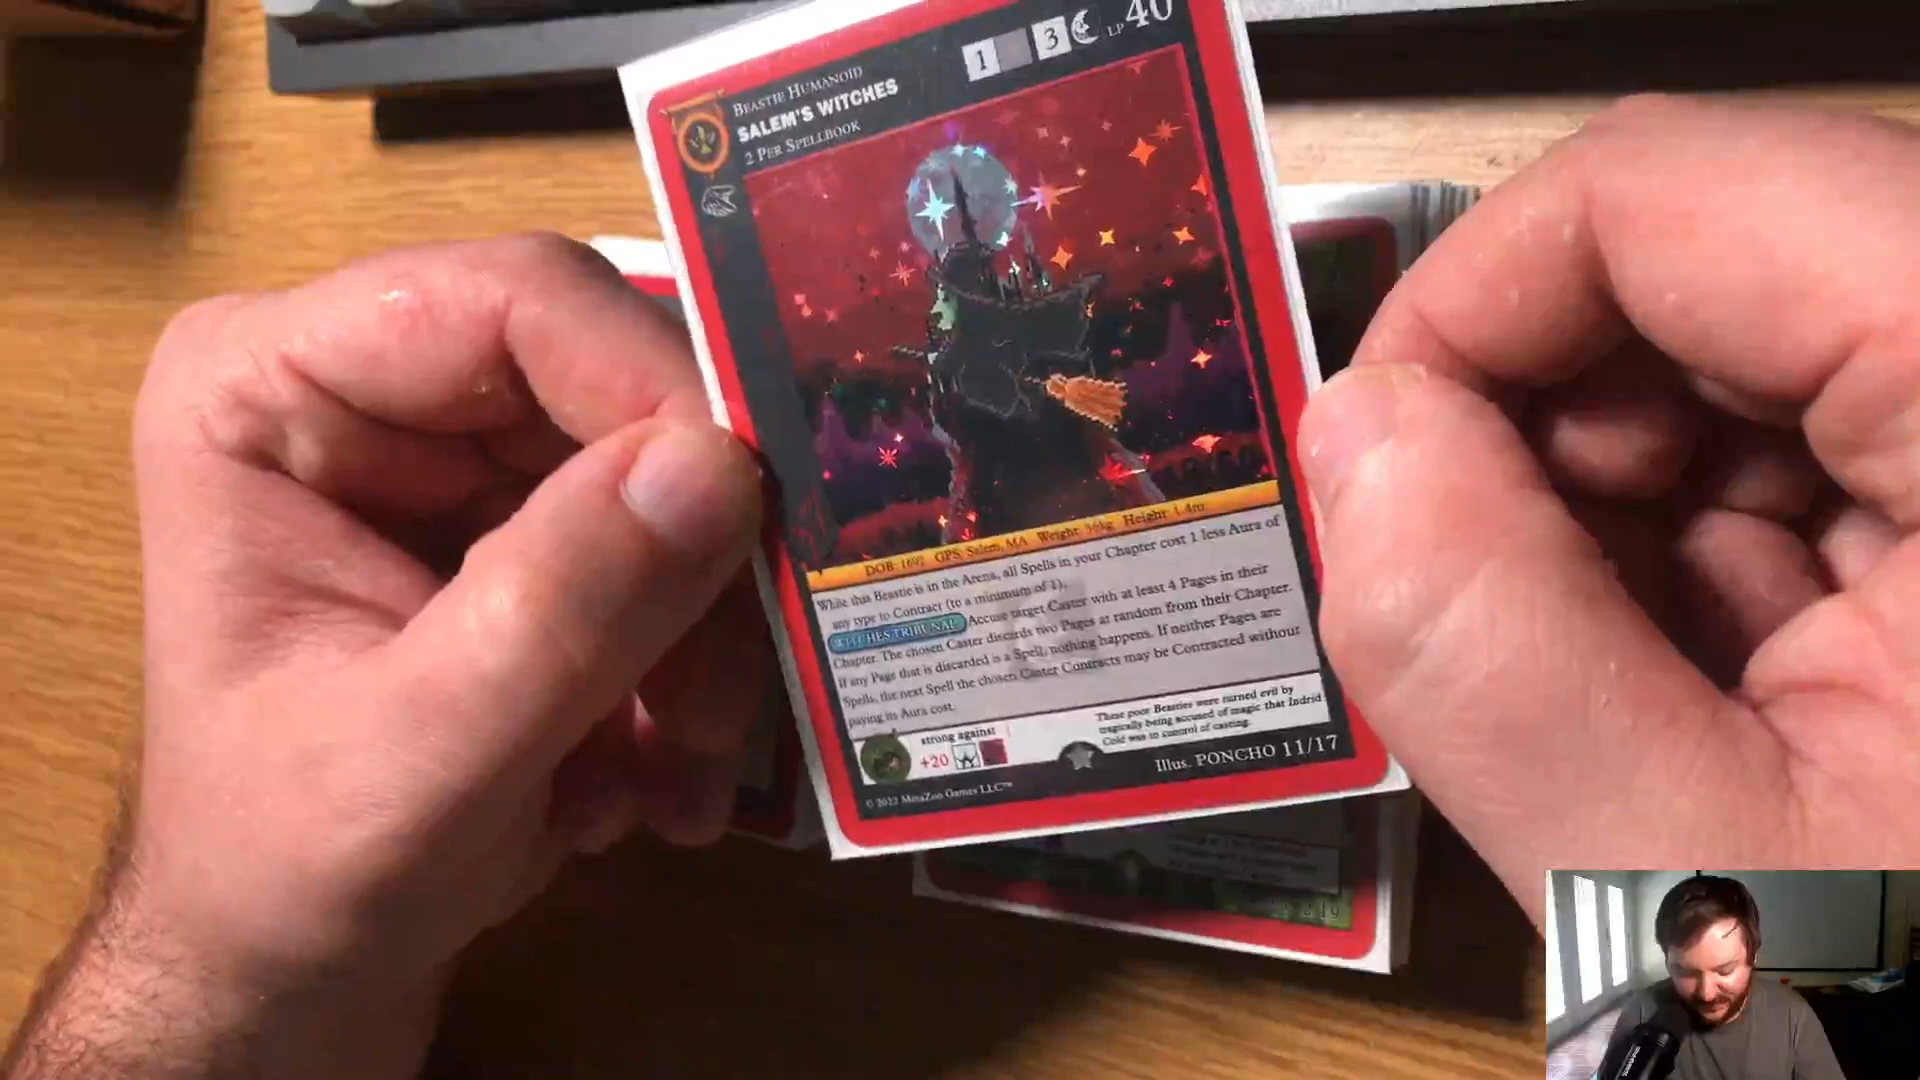 BEASTIE HUMANOID
SALEM'S WITCHES
2 PER SPELLBOOK
1 3 LP 40
DOB: 1692 GPS: Salem, MA Weight: 56kg Height: 1.4m
While this Beastie is in the Arena, all Spells in your Chapter cost 1 less Aura of
any type to Contract (to a minimum of 1).
WITCHES TRIBUNAL Accuse target Caster with at least 4 Pages in their
Chapter. The chosen Caster discards two Pages at random from their Chapter.
If any Page that is discarded is a Spell, nothing happens. If neither Pages are
Spells, the next Spell the chosen Caster Contracts may be Contracted without
paying its Aura cost.
strong against
+20
These poor Beasties were turned evil by
tragically being accused of magic that Indrid
Cold was in control of casting.
© 2022 MetaZoo Games LLC™
Illus. PONCHO 11/17